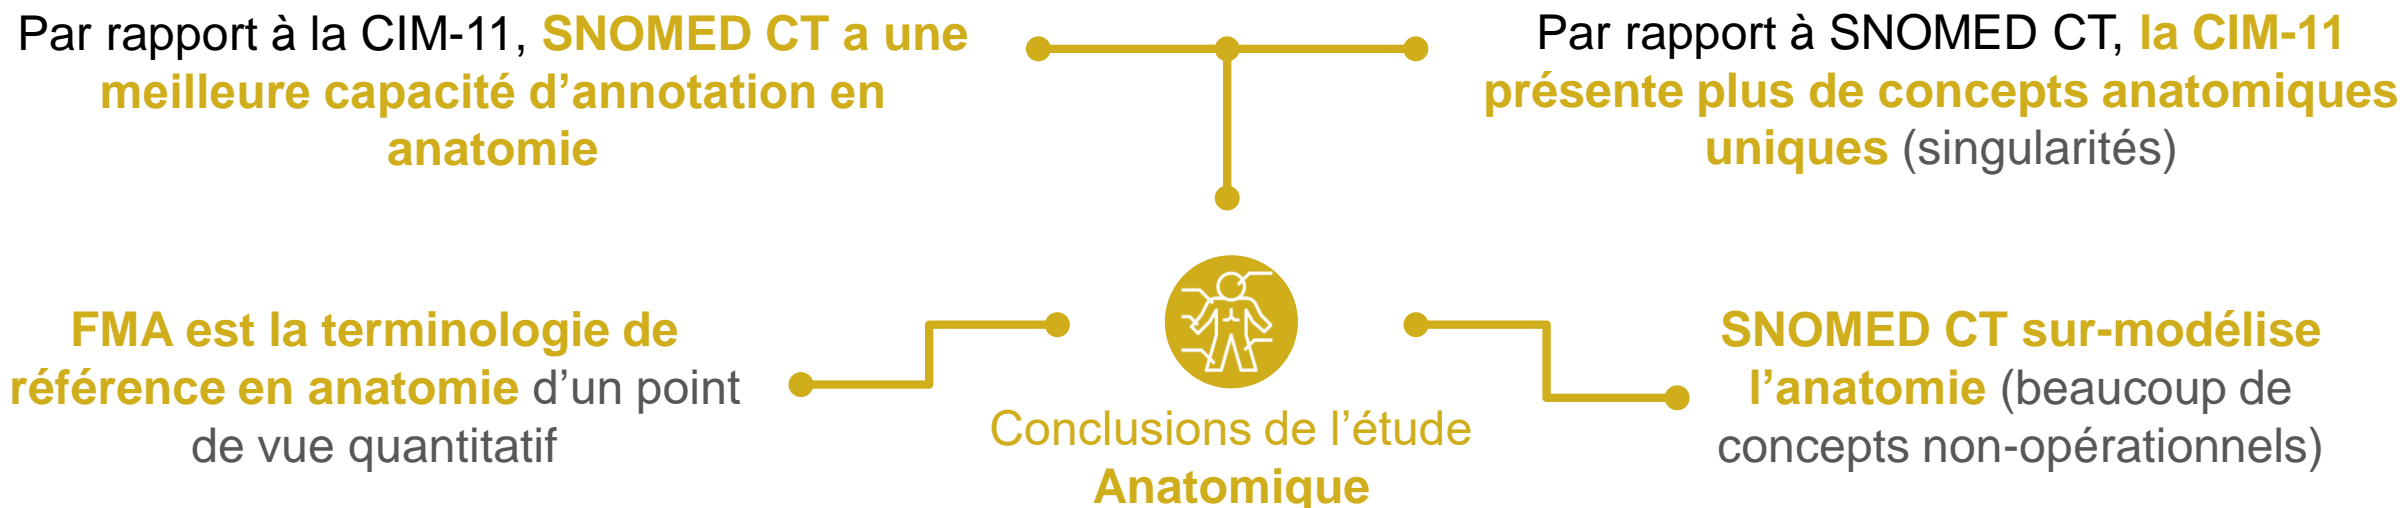 Par rapport à la CIM-11, SNOMED CT a une
meilleure capacité d’annotation en
anatomie
Par rapport à SNOMED CT, la CIM-11
présente plus de concepts anatomiques
uniques (singularités)
FMA est la terminologie de
référence en anatomie d’un point
de vue quantitatif
Conclusions de l’étude
Anatomique
SNOMED CT sur-modélise
l’anatomie (beaucoup de
concepts non-opérationnels)